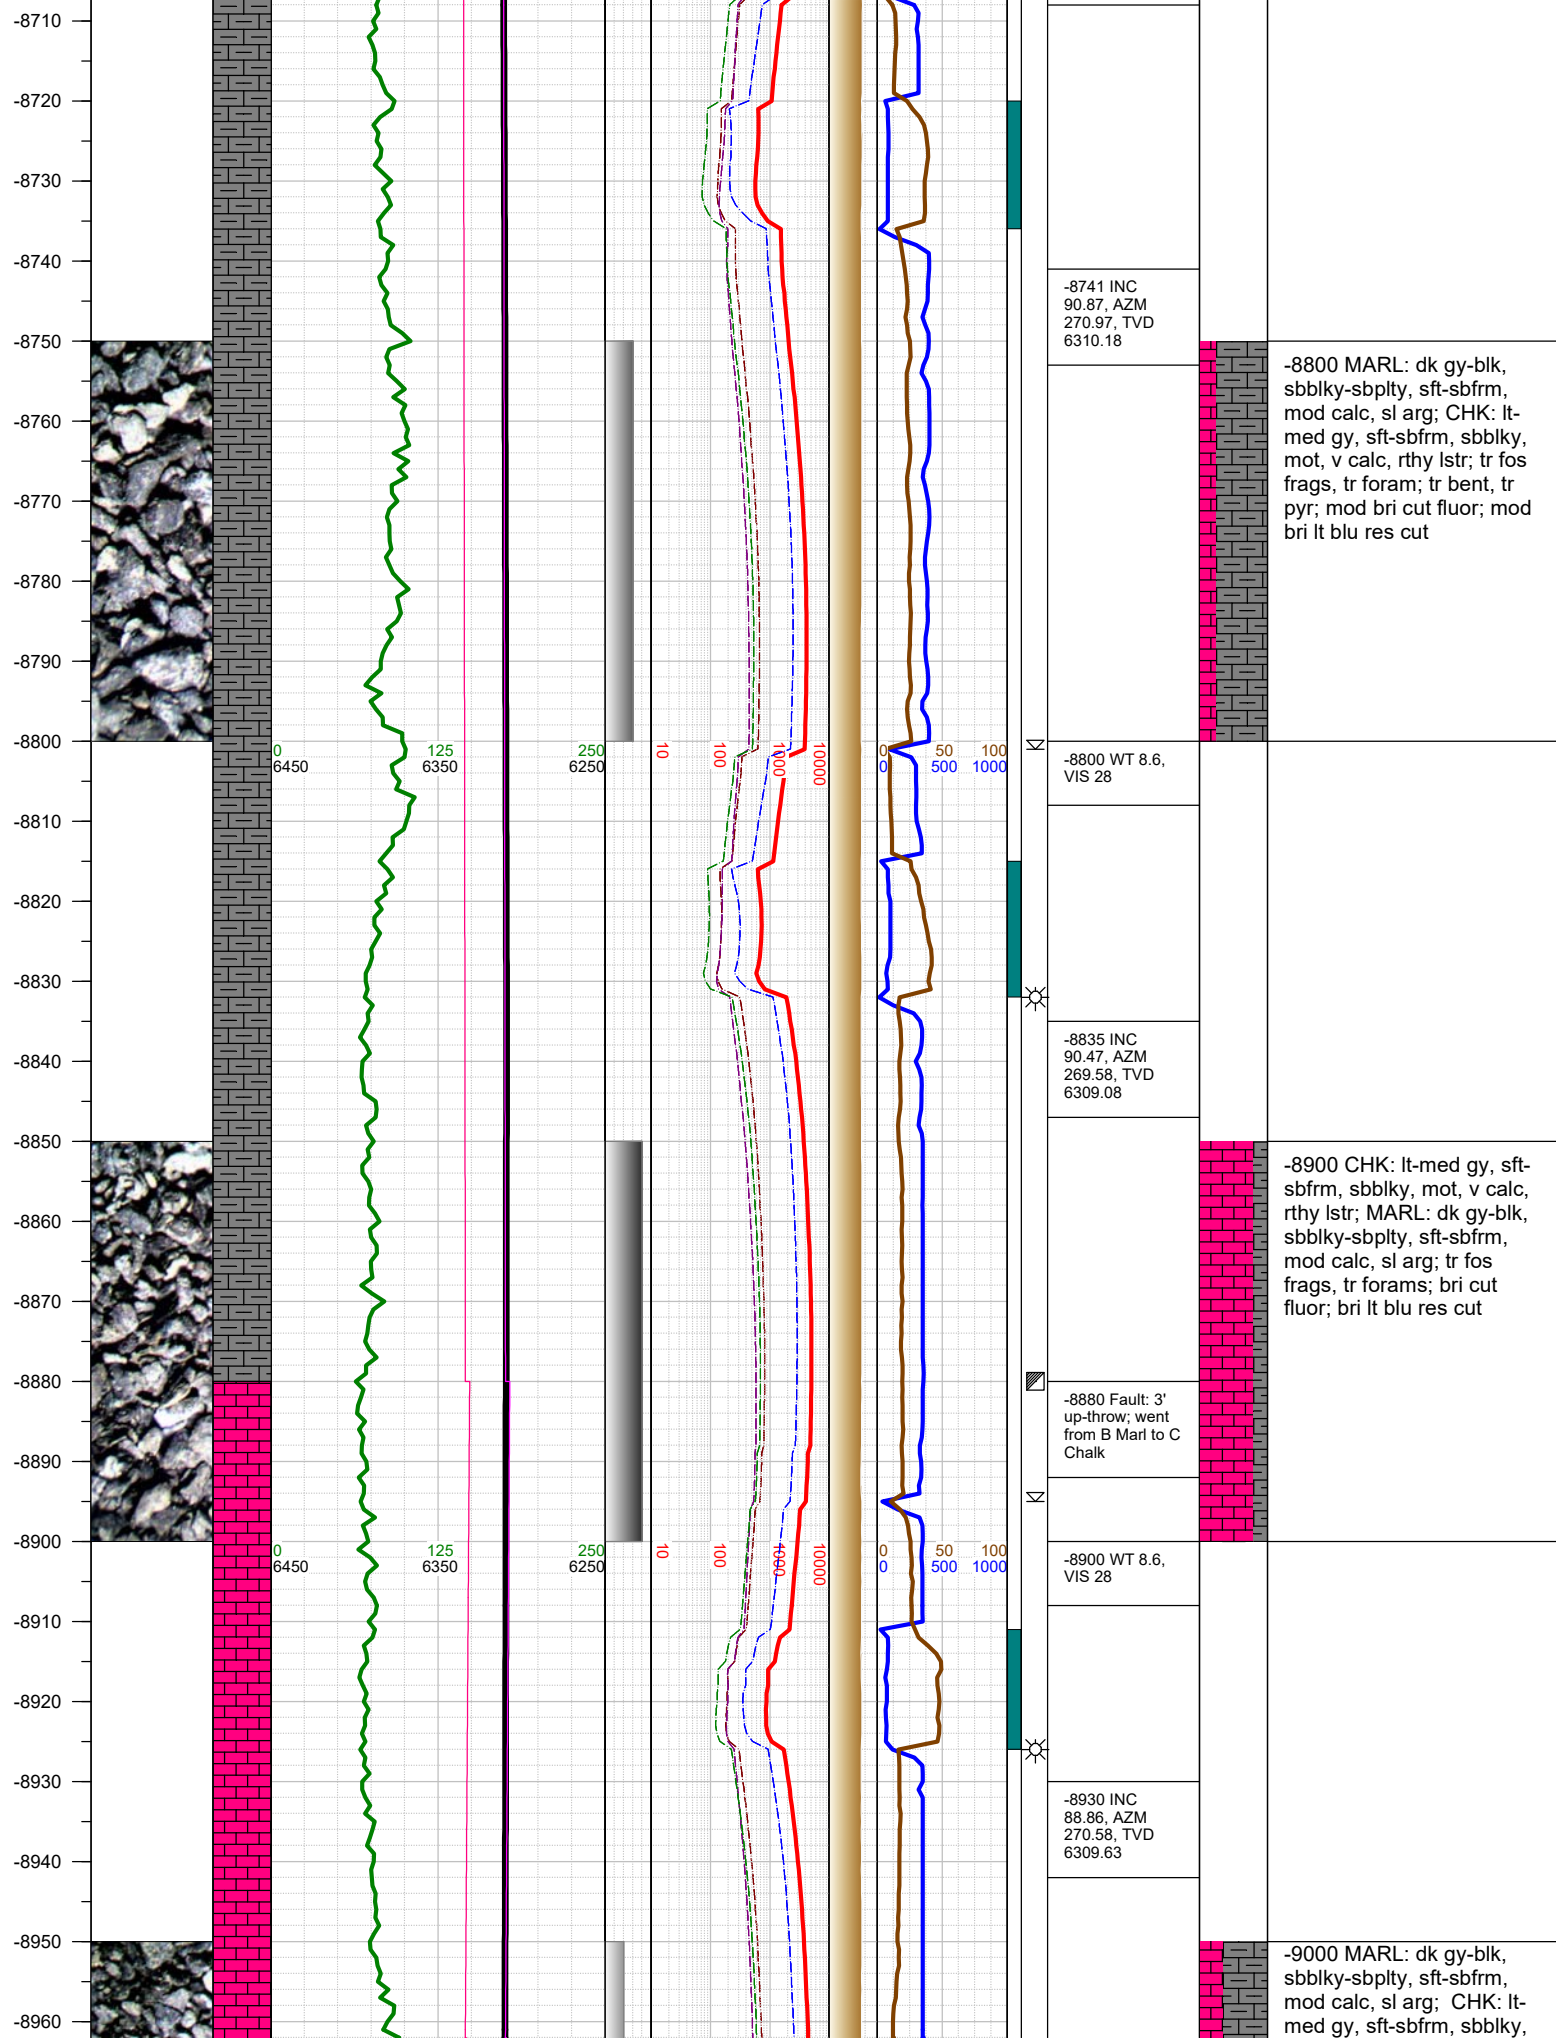 -8710
-8720
-8730
-8740
-8741 INC
90.87, AZM
270.97, TVD
6310.18
-8750
-8800 MARL: dk gy-blk,
sbblky-sbplty, sft-sbfrm,
mod calc, sl arg; CHK: lt-
med gy, sft-sbfrm, sbblky,
mot, v calc, rthy lstr; tr fos
frags, tr foram; tr bent, tr
pyr; mod bri cut fluor; mod
bri lt blu res cut
-8760
-8770
-8780
-8790
-8800
0 125 250
6450 6350 6250
10 100 1000 10000
0 50 100
0 500 1000
-8800 WT 8.6,
VIS 28
-8810
-8820
-8830
-8835 INC
90.47, AZM
269.58, TVD
6309.08
-8840
-8850
-8900 CHK: lt-med gy, sft-
sbfrm, sbblky, mot, v calc,
rthy lstr; MARL: dk gy-blk,
sbblky-sbplty, sft-sbfrm,
mod calc, sl arg; tr fos
frags, tr forams; bri cut
fluor; bri lt blu res cut
-8860
-8870
-8880
-8880 Fault: 3'
up-throw; went
from B Marl to C
Chalk
-8890
-8900
0 125 250
6450 6350 6250
10 100 1000 10000
0 50 100
0 500 1000
-8900 WT 8.6,
VIS 28
-8910
-8920
-8930
-8930 INC
88.86, AZM
270.58, TVD
6309.63
-8940
-8950
-9000 MARL: dk gy-blk,
sbblky-sbplty, sft-sbfrm,
mod calc, sl arg;  CHK: lt-
med gy, sft-sbfrm, sbblky,
-8960